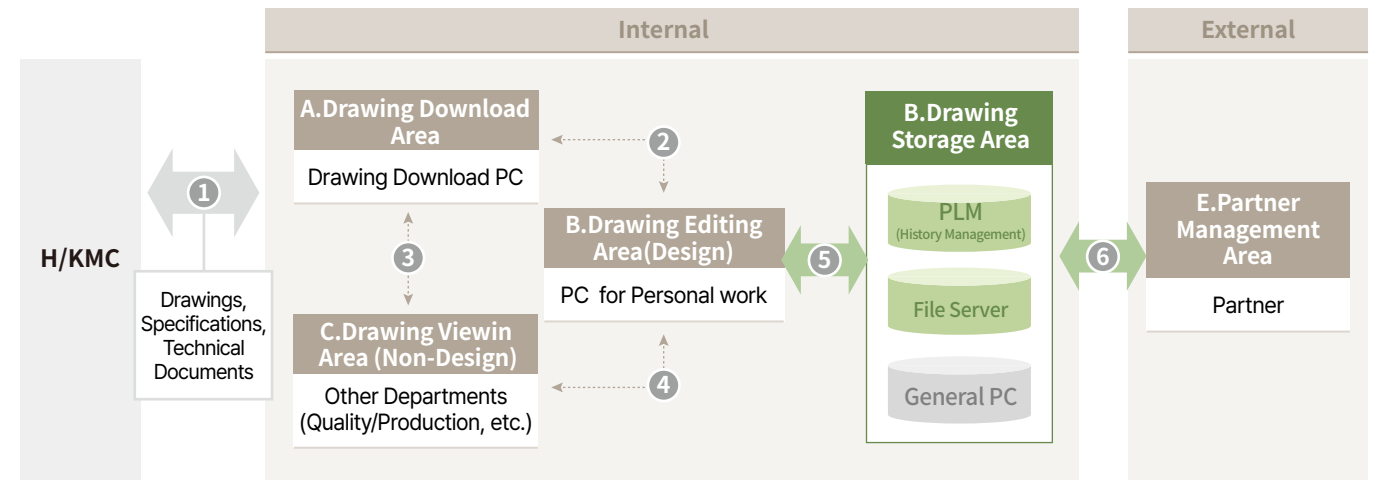 Internal
External
H/KMC
1
Drawings,
Specifications,
Technical
Documents
A.Drawing Download
Area
Drawing Download PC
2
3
C.Drawing Viewin
Area (Non-Design)
Other Departments
(Quality/Production, etc.)
B.Drawing Editing
Area(Design)
PC for Personal work
4
5
B.Drawing
Storage Area
PLM
(History Management)
File Server
General PC
6
E.Partner
Management
Area
Partner